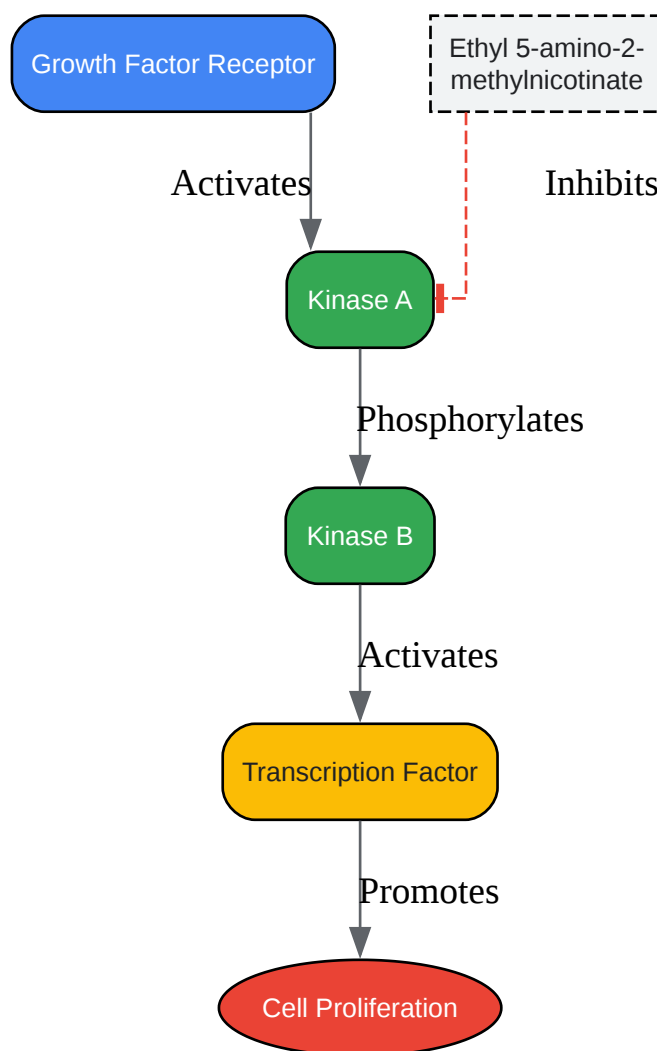 Growth Factor Receptor
Ethyl 5-amino-2-
methylnicotinate
Activates
Inhibits
Kinase A
Phosphorylates
Kinase B
Activates
Transcription Factor
Promotes
Cell Proliferation